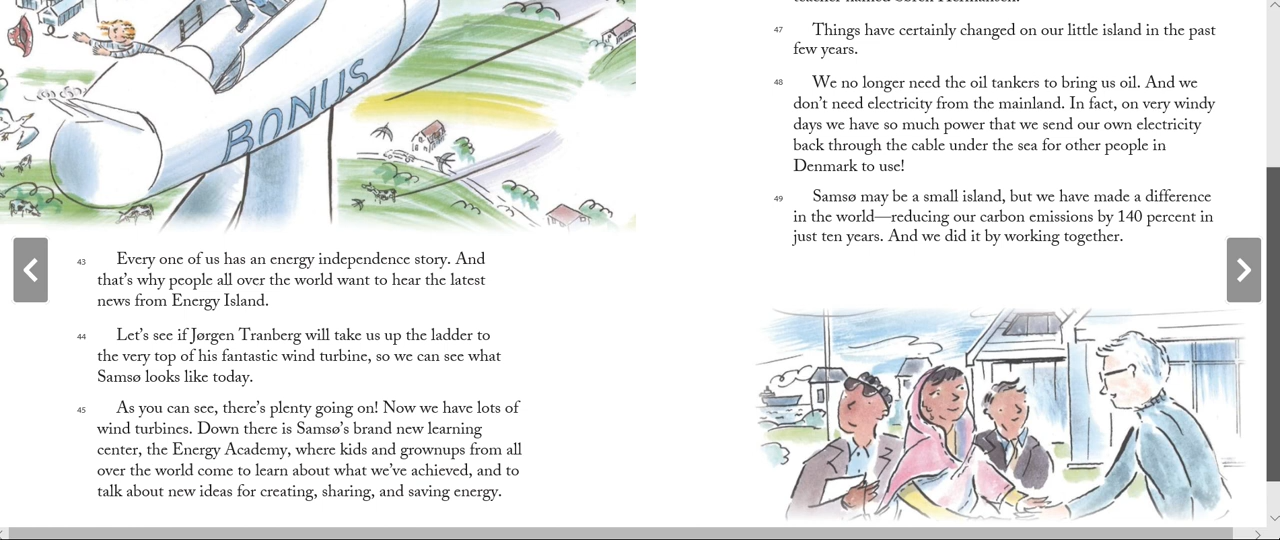 BONUS
43 Every one of us has an energy independence story. And
that’s why people all over the world want to hear the latest
news from Energy Island.
44 Let’s see if Jørgen Tranberg will take us up the ladder to
the very top of his fantastic wind turbine, so we can see what
Samsø looks like today.
45 As you can see, there’s plenty going on! Now we have lots of
wind turbines. Down there is Samsø’s brand new learning
center, the Energy Academy, where kids and grownups from all
over the world come to learn about what we’ve achieved, and to
talk about new ideas for creating, sharing, and saving energy.
teacher named Søren Hermansen.
47 Things have certainly changed on our little island in the past
few years.
48 We no longer need the oil tankers to bring us oil. And we
don’t need electricity from the mainland. In fact, on very windy
days we have so much power that we send our own electricity
back through the cable under the sea for other people in
Denmark to use!
49 Samsø may be a small island, but we have made a difference
in the world—reducing our carbon emissions by 140 percent in
just ten years. And we did it by working together.